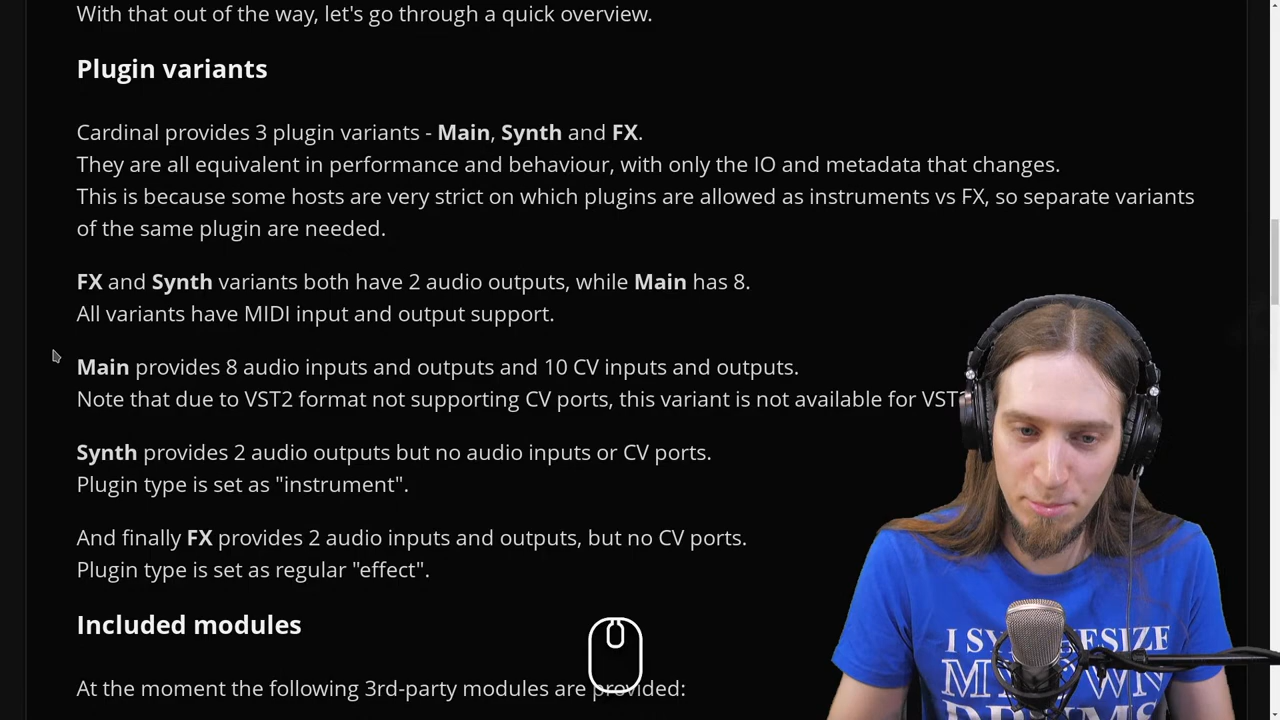 With that out of the way, let's go through a quick overview.
Plugin variants
Cardinal provides 3 plugin variants - Main, Synth and FX.
They are all equivalent in performance and behaviour, with only the IO and metadata that changes.
This is because some hosts are very strict on which plugins are allowed as instruments vs FX, so separate variants
of the same plugin are needed.
FX and Synth variants both have 2 audio outputs, while Main has 8.
All variants have MIDI input and output support.
Main provides 8 audio inputs and outputs and 10 CV inputs and outputs.
Note that due to VST2 format not supporting CV ports, this variant is not available for
Synth provides 2 audio outputs but no audio inputs or CV ports.
Plugin type is set as "instrument".
And finally FX provides 2 audio inputs and outputs, but no CV ports.
Plugin type is set as regular "effect".
Included modules
At the moment the following 3rd-party modules are provided:
I
MY OWN
DRUMS